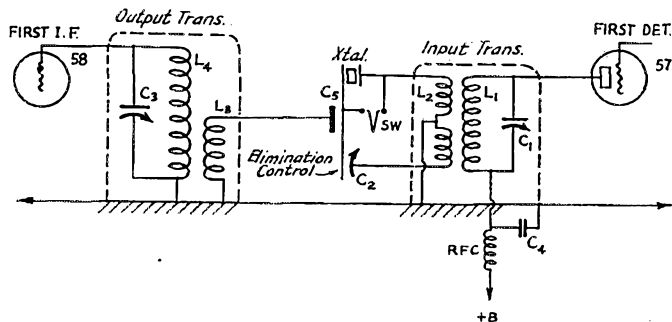 Output Trans.
FIRST I.F.
58
L4
C3
L3
Xtal.
C5
SW
Elimination
Control
C2
Input Trans.
L2
L1
C1
FIRST DET.
57
C4
RFC
+B